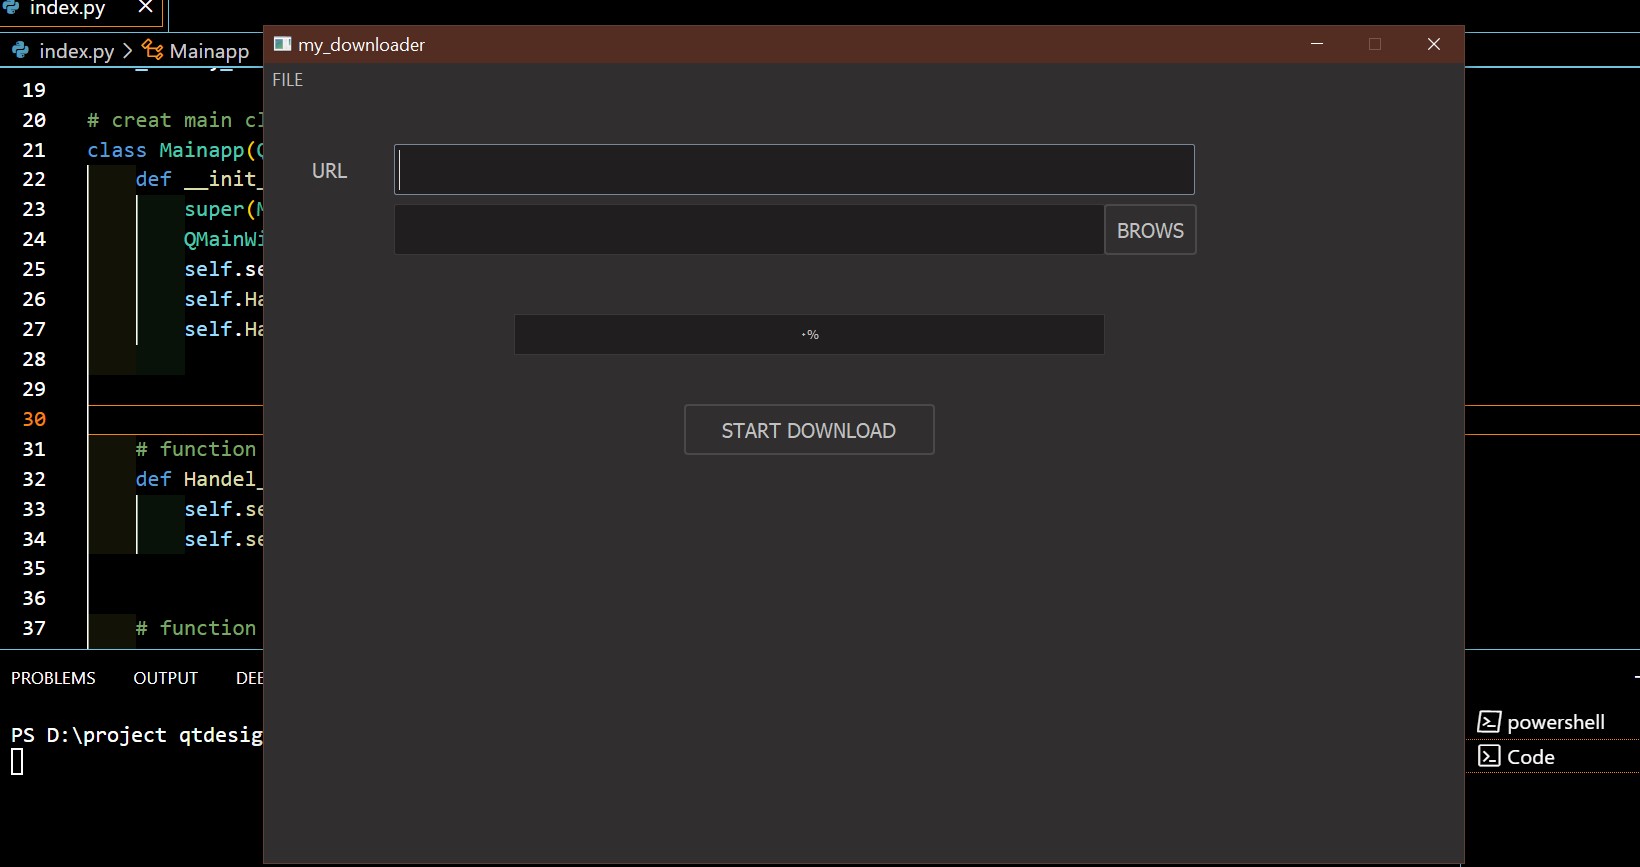 index.py
index.py > Mainapp
my_downloader
FILE
URL
BROWS
٠%
START DOWNLOAD
19
20 # creat main cl
21 class Mainapp(
22 def __init_
23 super(
24 QMainWi
25 self.se
26 self.Ha
27 self.Ha
28
29
30
31 # function
32 def Handel_
33 self.se
34 self.se
35
36
37 # function
PROBLEMS OUTPUT DEE
PS D:\project qtdesig
powershell
Code